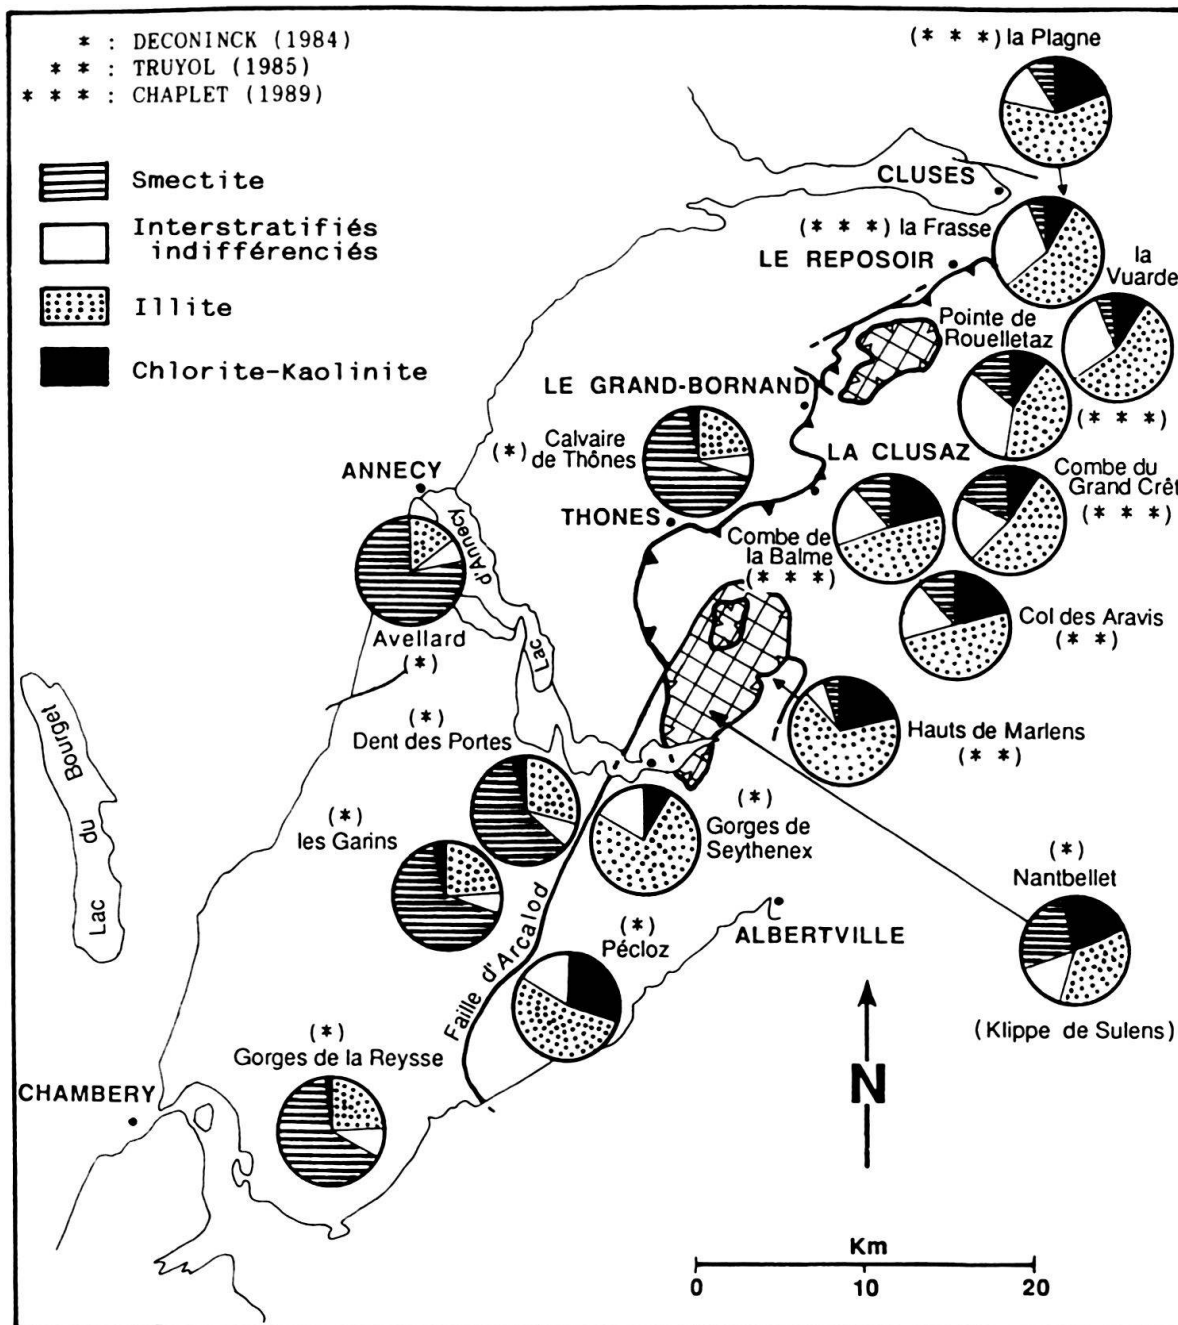 * : DECONINCK (1984)
* * : TRUYOL (1985)
* * * : CHAPLET (1989)
Smectite
Interstratifiés
indifférenciés
Illite
Chlorite-Kaolinite
(* * *) la Plagne
CLUSES
(* * *) la Frasse
LE REPOSOIR
la
Vuarde
(* * *)
Pointe de
Rouelletaz
LE GRAND-BORNAND
(*) Calvaire
de Thônes
LA CLUSAZ
Combe du
Grand Crêt
(* * *)
ANNECY
THONES
Combe de
la Balme
(* * *)
Lac
d'Annecy
Avellard
(*)
Col des Aravis
(* *)
Lac du Bourget
(*)
Dent des Portes
Hauts de Marlens
(* *)
(*)
les Garins
(*)
Gorges de
Seythenex
(*)
Nantbellet
(Klippe de Sulens)
ALBERTVILLE
(*)
Pécloz
Faille d'Arcalod
(*)
Gorges de la Reysse
CHAMBERY
N
Km
0 10 20